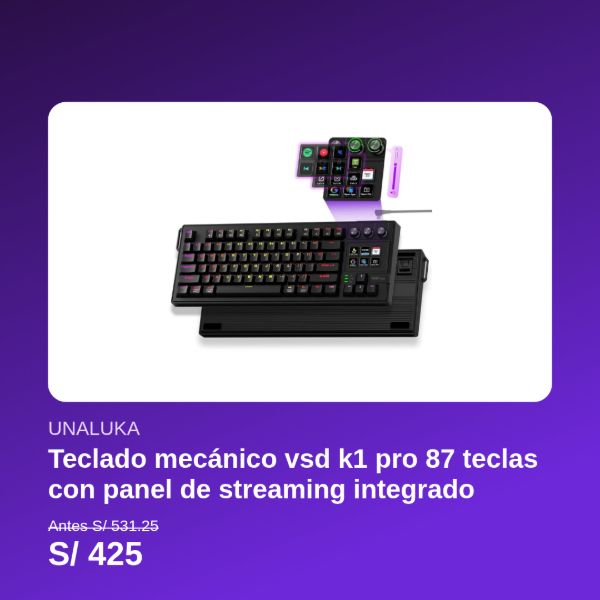 UNALUKA
Teclado mecánico vsd k1 pro 87 teclas
con panel de streaming integrado
Antes S/ 531.25
S/ 425